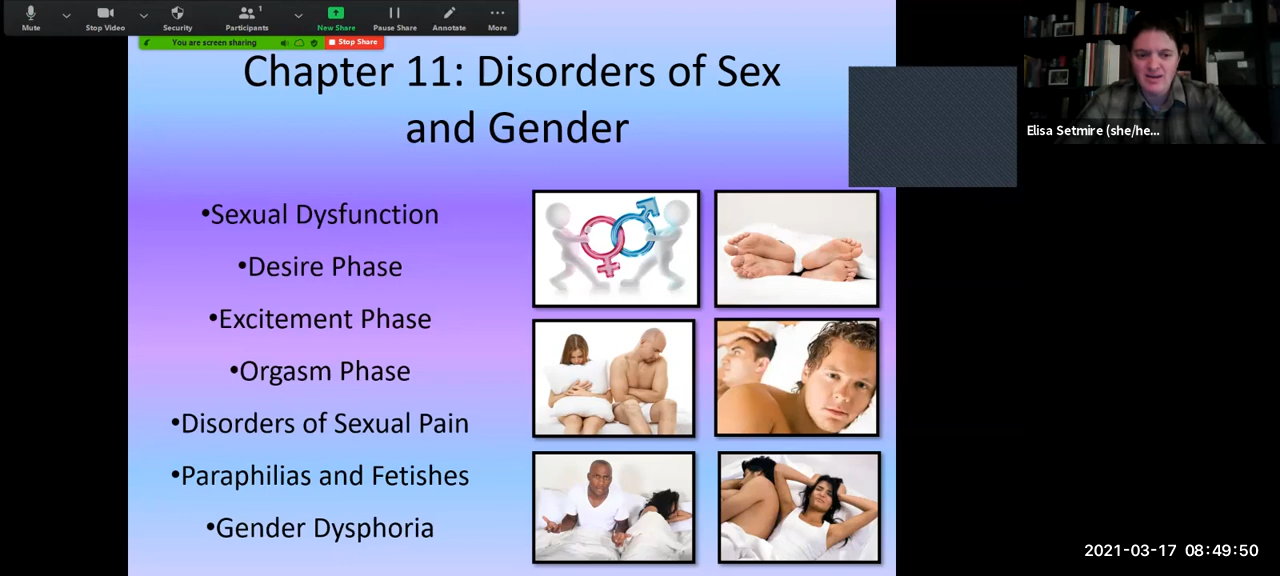 Mute
Stop Video
Security
Participants
1
New Share
Pause Share
Annotate
More
You are screen sharing
Stop Share
Chapter 11: Disorders of Sex
and Gender
Elisa Setmire (she/he...
•Sexual Dysfunction
•Desire Phase
•Excitement Phase
•Orgasm Phase
•Disorders of Sexual Pain
•Paraphilias and Fetishes
•Gender Dysphoria
2021-03-17 08:49:50